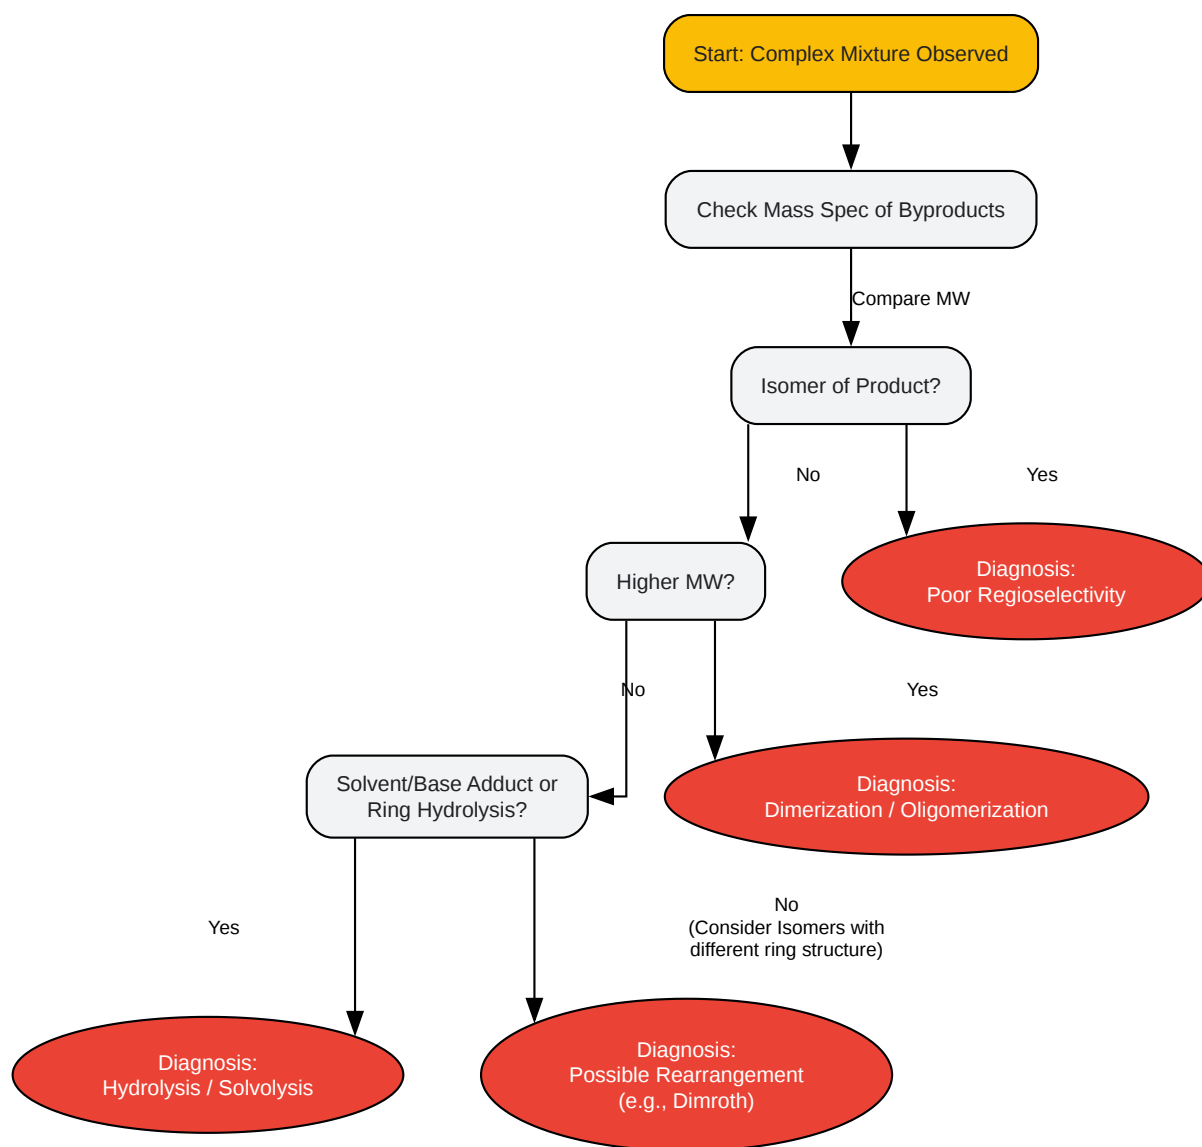 Start: Complex Mixture Observed
Check Mass Spec of Byproducts
Compare MW
Isomer of Product?
No
Yes
Diagnosis:
Poor Regioselectivity
Higher MW?
No
Yes
Diagnosis:
Dimerization / Oligomerization
Solvent/Base Adduct or
Ring Hydrolysis?
Yes
No
(Consider Isomers with
different ring structure)
Diagnosis:
Hydrolysis / Solvolysis
Diagnosis:
Possible Rearrangement
(e.g., Dimroth)